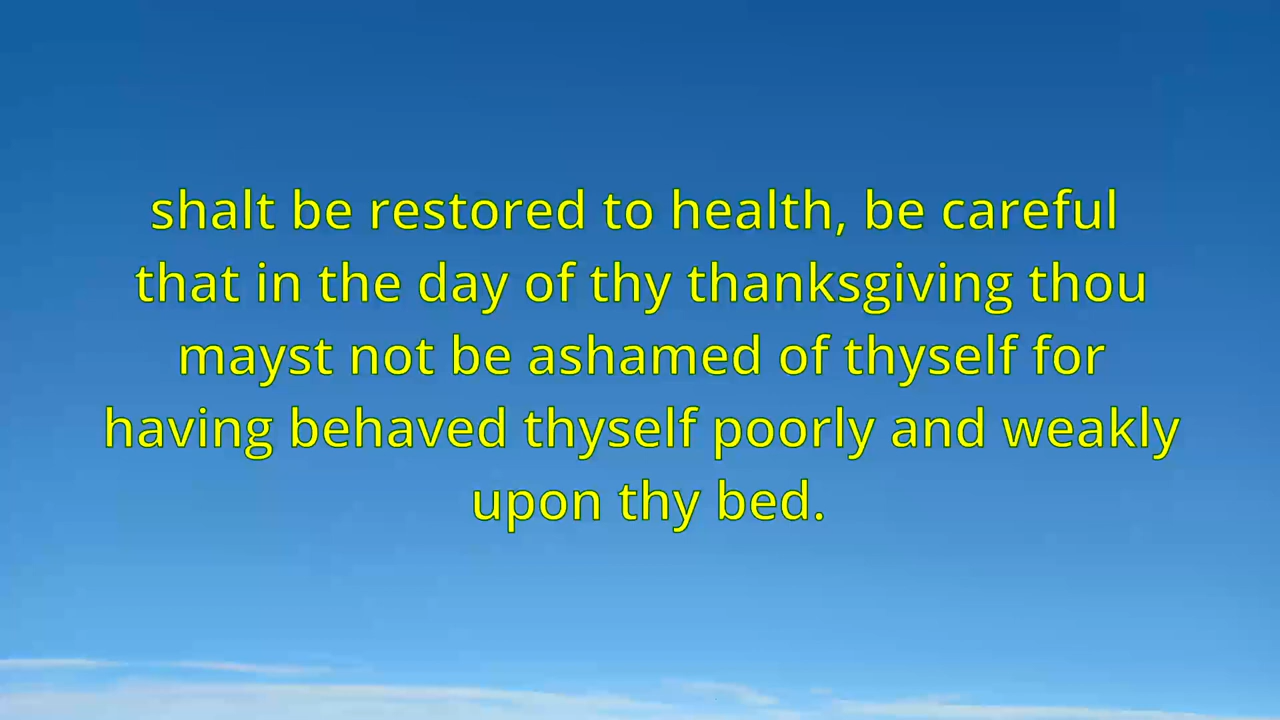 shalt be restored to health, be careful
that in the day of thy thanksgiving thou
mayst not be ashamed of thyself for
having behaved thyself poorly and weakly
upon thy bed.